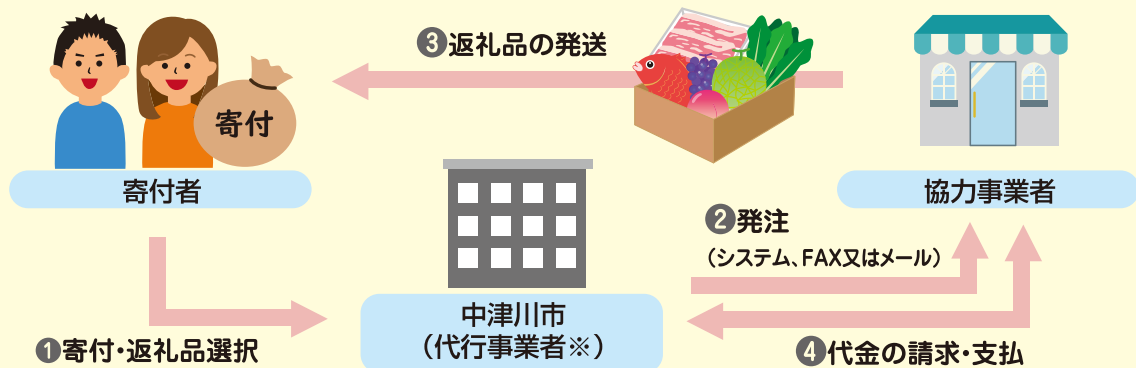 ❸返礼品の発送
寄付
寄付者
協力事業者
❷発注
（システム、FAX又はメール）
中津川市
（代行事業者※）
❶寄付・返礼品選択
❹代金の請求・支払